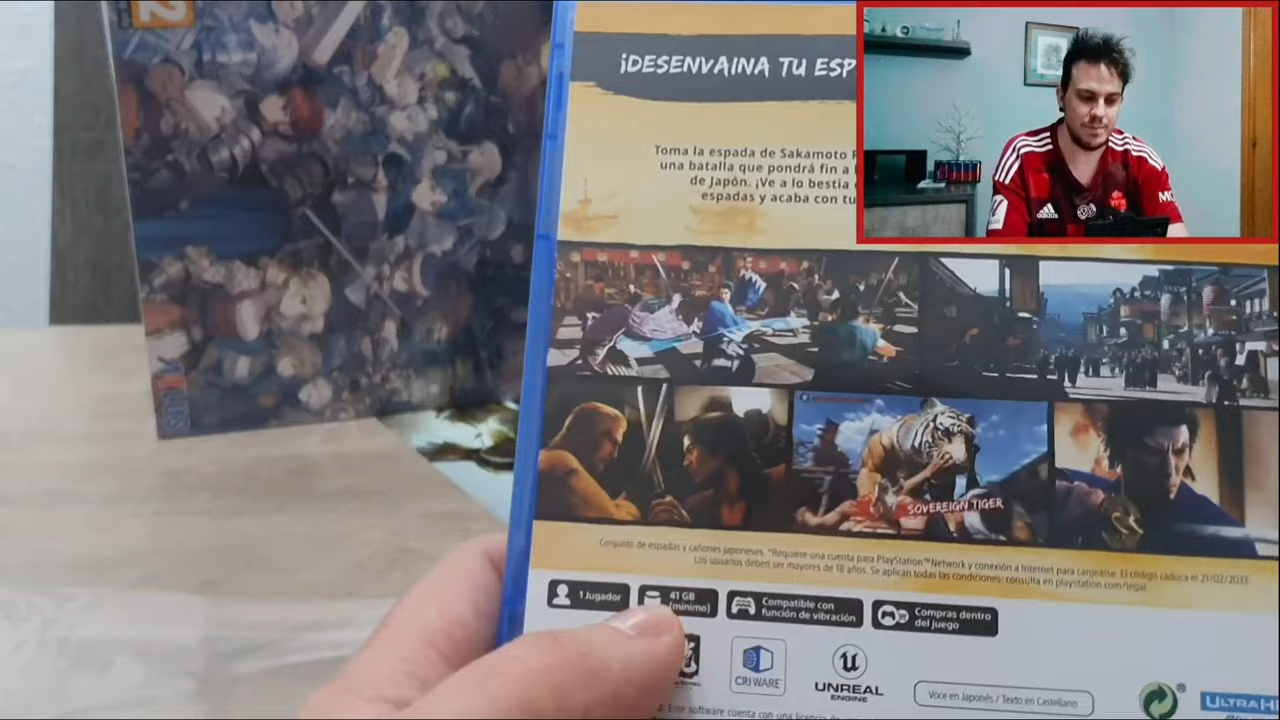 2
¡DESENVAINA TU ESP
Toma la espada de Sakamoto R
una batalla que pondrá fin a
de Japón. ¡Ve a lo bestia
espadas y acaba con tu
adidas
SOVEREIGN TIGER
Conjunto de espadas y cañones japoneses. *Requiere una cuenta para PlayStation™Network y conexión a Internet para canjearse. El código caduca el 21/02/2033.
Los usuarios deben ser mayores de 18 años. Se aplican todas las condiciones: consulta en playstation.com/legal.
1 Jugador
41 GB
(mínimo)
Compatible con
función de vibración
Compras dentro
del juego
CRIWARE
UNREAL
ENGINE
Voce en Japonés / Texto en Castellano
ULTRA H
Este software cuenta con una licencia de